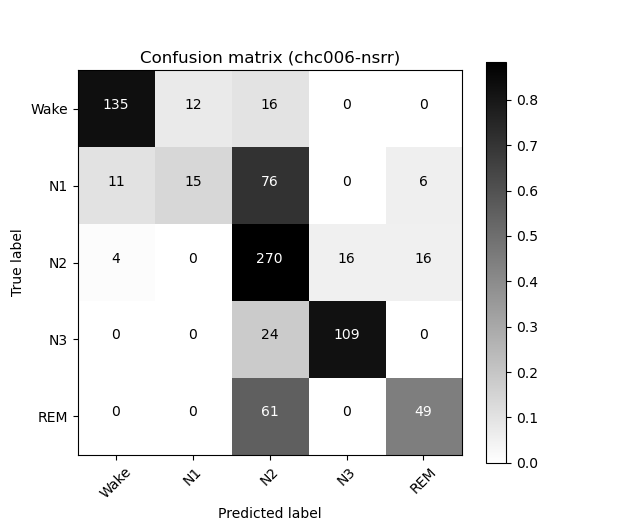 Confusion matrix (chc006-nsrr)
Wake 135 12 16 0 0
N1 11 15 76 0 6
N2 4 0 270 16 16
N3 0 0 24 109 0
REM 0 0 61 0 49
Wake N1 N2 N3 REM
Predicted label
True label
0.8
0.7
0.6
0.5
0.4
0.3
0.2
0.1
0.0